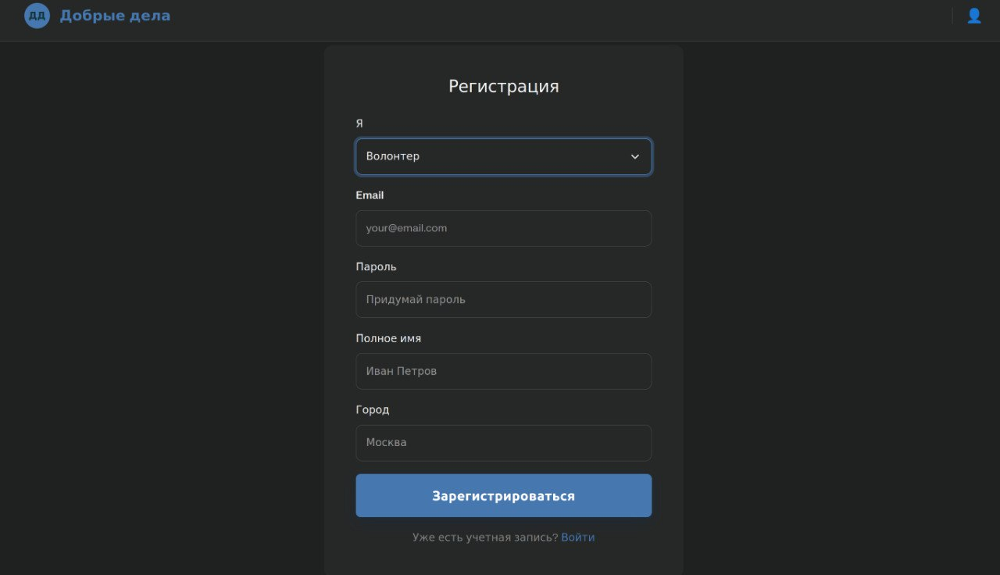 ДД Добрые дела
Регистрация
Я
Волонтер
Email
your@email.com
Пароль
Придумай пароль
Полное имя
Иван Петров
Город
Москва
Зарегистрироваться
Уже есть учетная запись? Войти